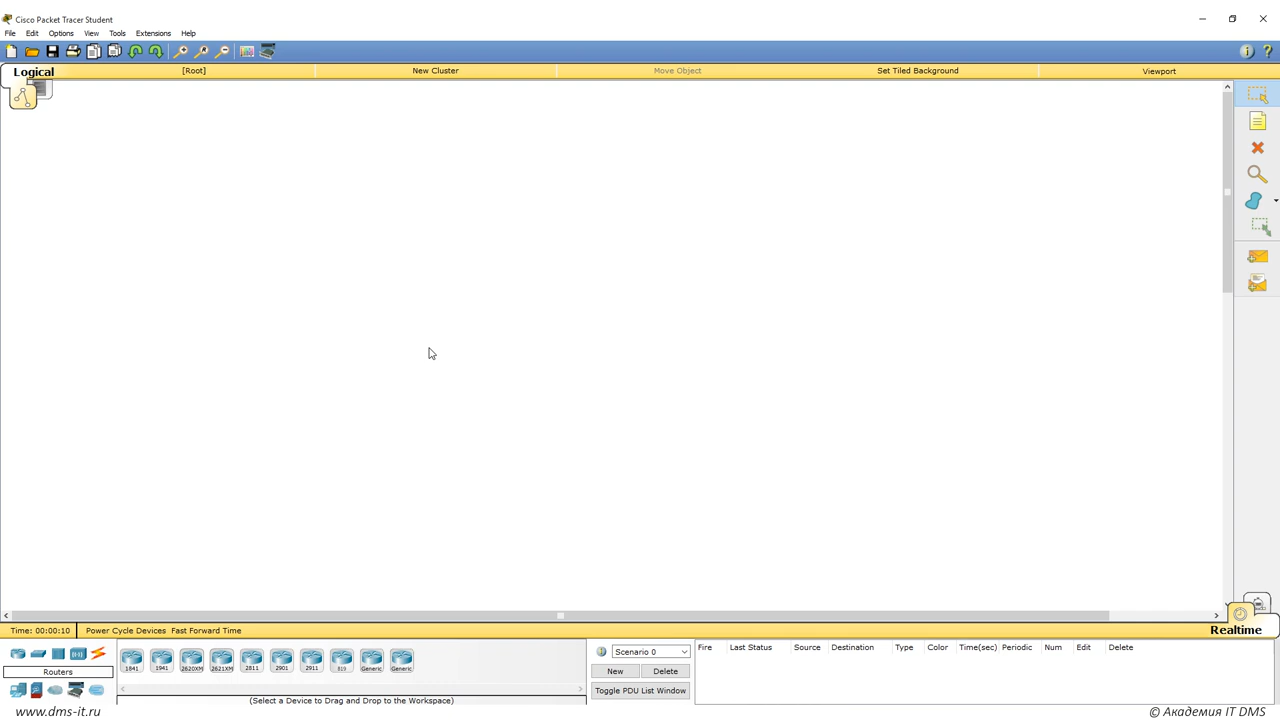 Cisco Packet Tracer Student
File Edit Options View Tools Extensions Help
Logical [Root] New Cluster Move Object Set Tiled Background Viewport
Time: 00:00:10 Power Cycle Devices Fast Forward Time Realtime
Routers
1841 1941 2620XM 2621XM 2811 2901 2911 819 Generic Generic
(Select a Device to Drag and Drop to the Workspace)
Scenario 0
New Delete
Toggle PDU List Window
Fire Last Status Source Destination Type Color Time(sec) Periodic Num Edit Delete
www.dms-it.ru © Академия IT DMS